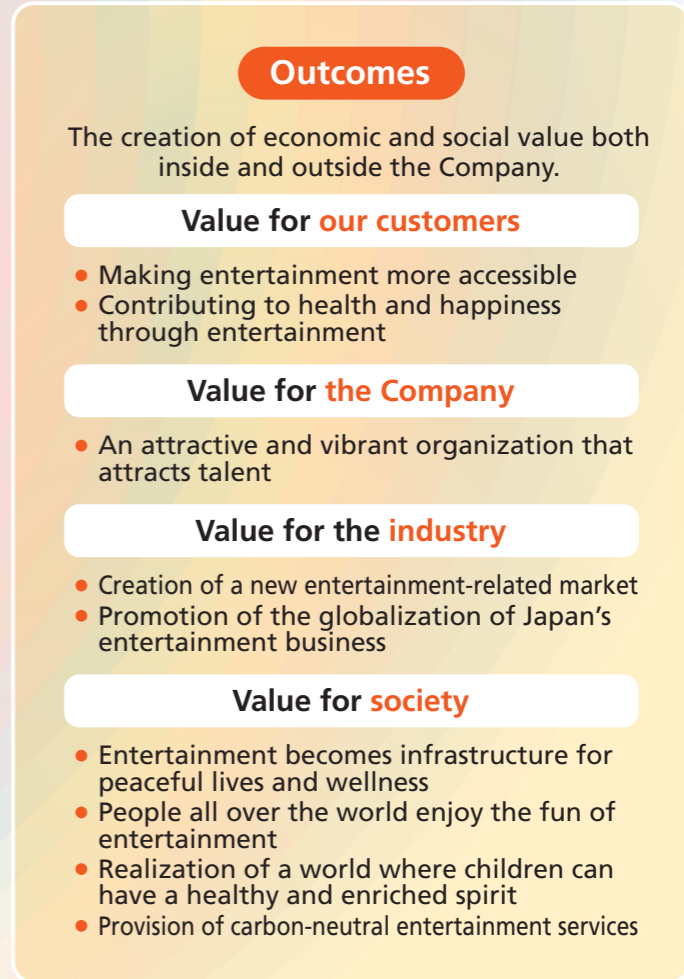 Outcomes
The creation of economic and social value both
inside and outside the Company.
Value for our customers
• Making entertainment more accessible
• Contributing to health and happiness
through entertainment
Value for the Company
• An attractive and vibrant organization that
attracts talent
Value for the industry
• Creation of a new entertainment-related market
• Promotion of the globalization of Japan’s
entertainment business
Value for society
• Entertainment becomes infrastructure for
peaceful lives and wellness
• People all over the world enjoy the fun of
entertainment
• Realization of a world where children can
have a healthy and enriched spirit
• Provision of carbon-neutral entertainment services